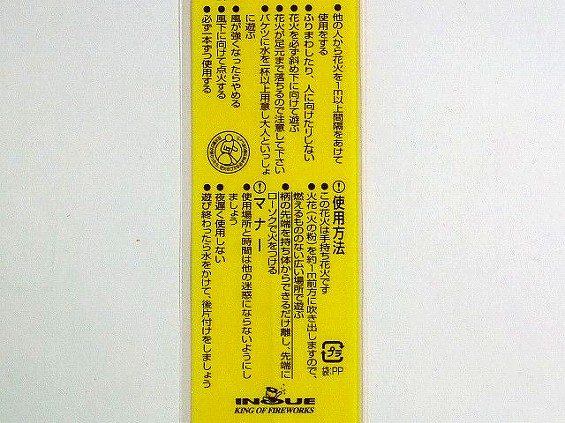 ●他の人から花火を1m以上間隔をあけて
使用をする
●ふりまわしたり、人に向けたりしない
●花火を必ず斜め下に向けて遊ぶ
●花火が足元まで落ちるので注意して下さい
●バケツに水を一杯以上用意し大人といっしょ
に遊ぶ
●風が強くなったらやめる
●風下に向けて点火する
●必ず一本ずつ使用する
！使用方法
●この花火は手持ち花火です
●火花(火の粉)を約1m前方に吹き出しますので、
燃えるもののない広い場所で遊ぶ
●柄の先端を持ち体からできるだけ離し、先端に
ローソクで火をつける
！マナー
●使用場所と時間は他の迷惑にならないようにし
ましょう
●夜遅く使用しない
●遊び終わったら水をかけて、後片付けをしましょう
プラ
袋:PP
INOUE
KING OF FIREWORKS